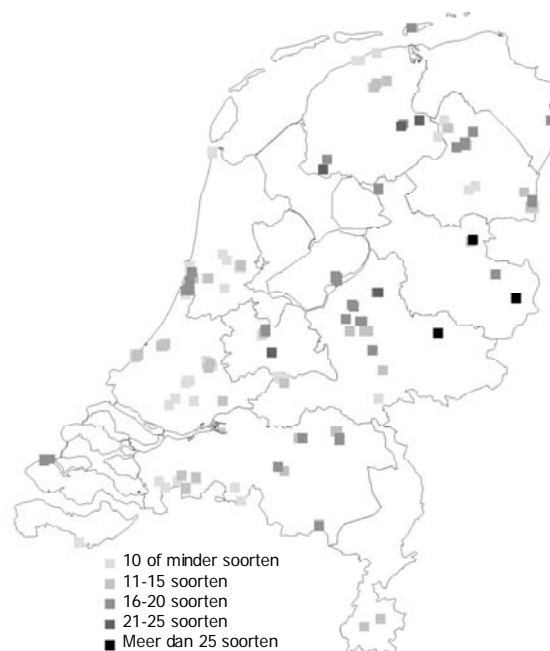 10 of minder soorten
11-15 soorten
16-20 soorten
21-25 soorten
Meer dan 25 soorten